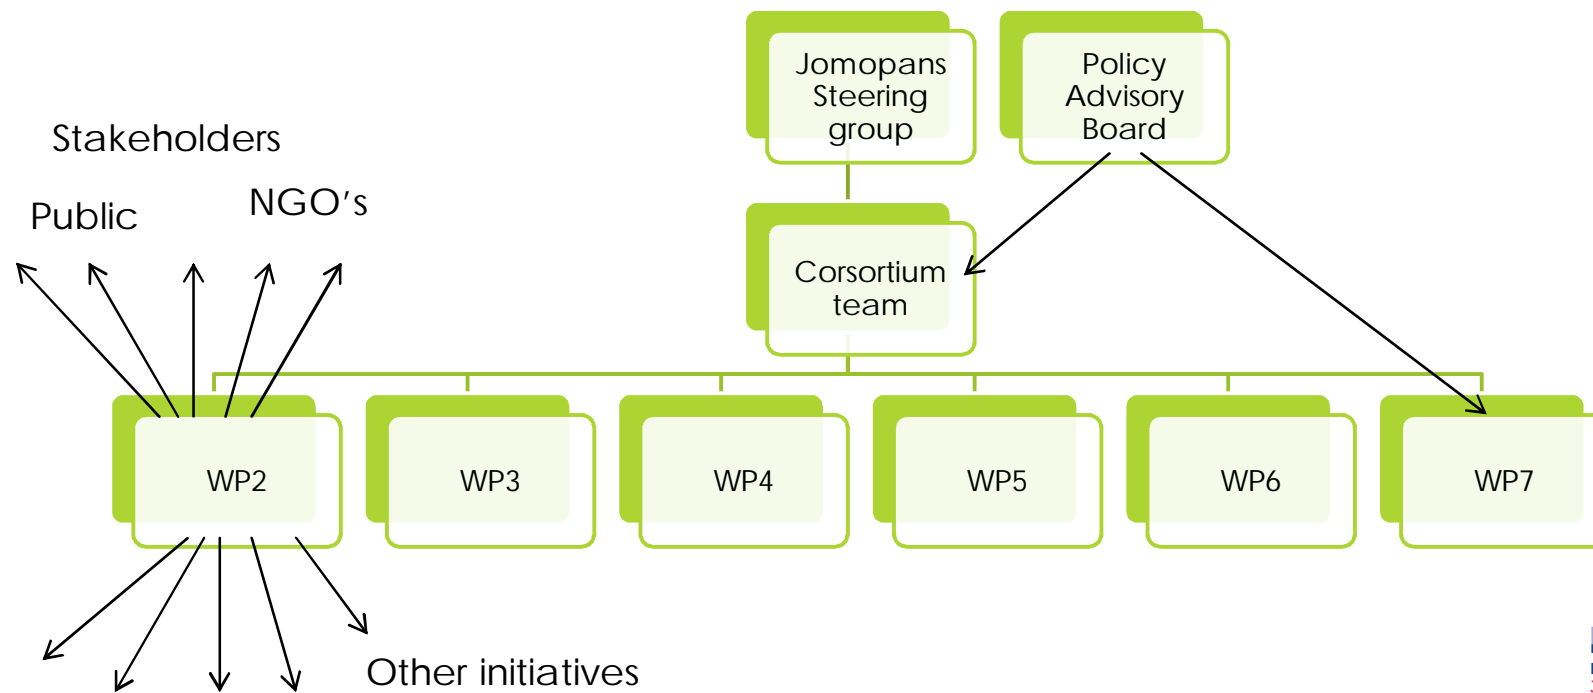 Jomopans
Steering
group
Policy
Advisory
Board
Stakeholders
Public
NGO's
Corsortium
team
WP2
WP3
WP4
WP5
WP6
WP7
Other initiatives